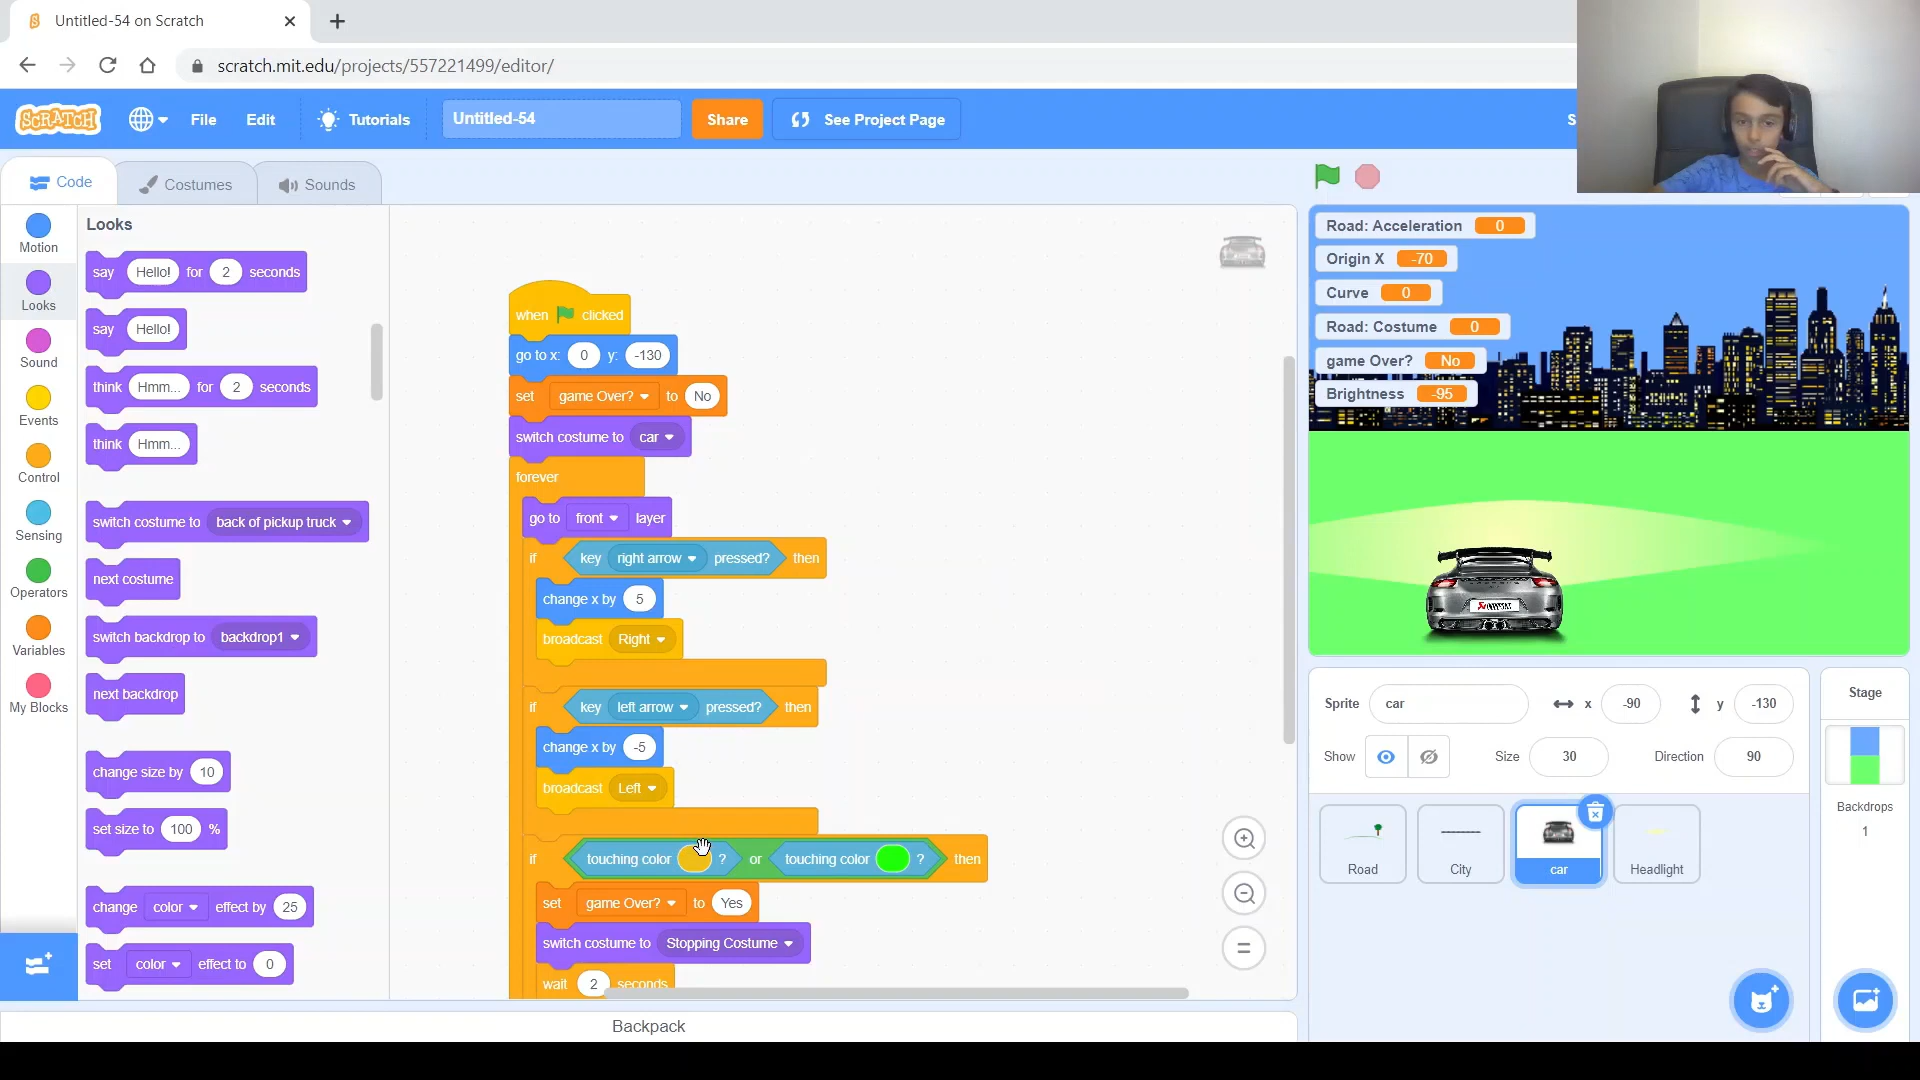 Untitled-54 on Scratch
scratch.mit.edu/projects/557221499/editor/
SCRATCH File Edit Tutorials Untitled-54 Share See Project Page S
Code Costumes Sounds
Motion
Looks
Sound
Events
Control
Sensing
Operators
Variables
My Blocks
Looks
say Hello! for 2 seconds
say Hello!
think Hmm... for 2 seconds
think Hmm...
switch costume to back of pickup truck
next costume
switch backdrop to backdrop1
next backdrop
change size by 10
set size to 100 %
change color effect by 25
set color effect to 0
when clicked
go to x: 0 y: -130
set game Over? to No
switch costume to car
forever
go to front layer
if key right arrow pressed? then
change x by 5
broadcast Right
if key left arrow pressed? then
change x by -5
broadcast Left
if touching color ? or touching color ? then
set game Over? to Yes
switch costume to Stopping Costume
wait 2 seconds
Backpack
Road: Acceleration 0
Origin X -70
Curve 0
Road: Costume 0
game Over? No
Brightness -95
Sprite car x -90 y -130
Show Size 30 Direction 90
Road City car Headlight
Stage
Backdrops
1